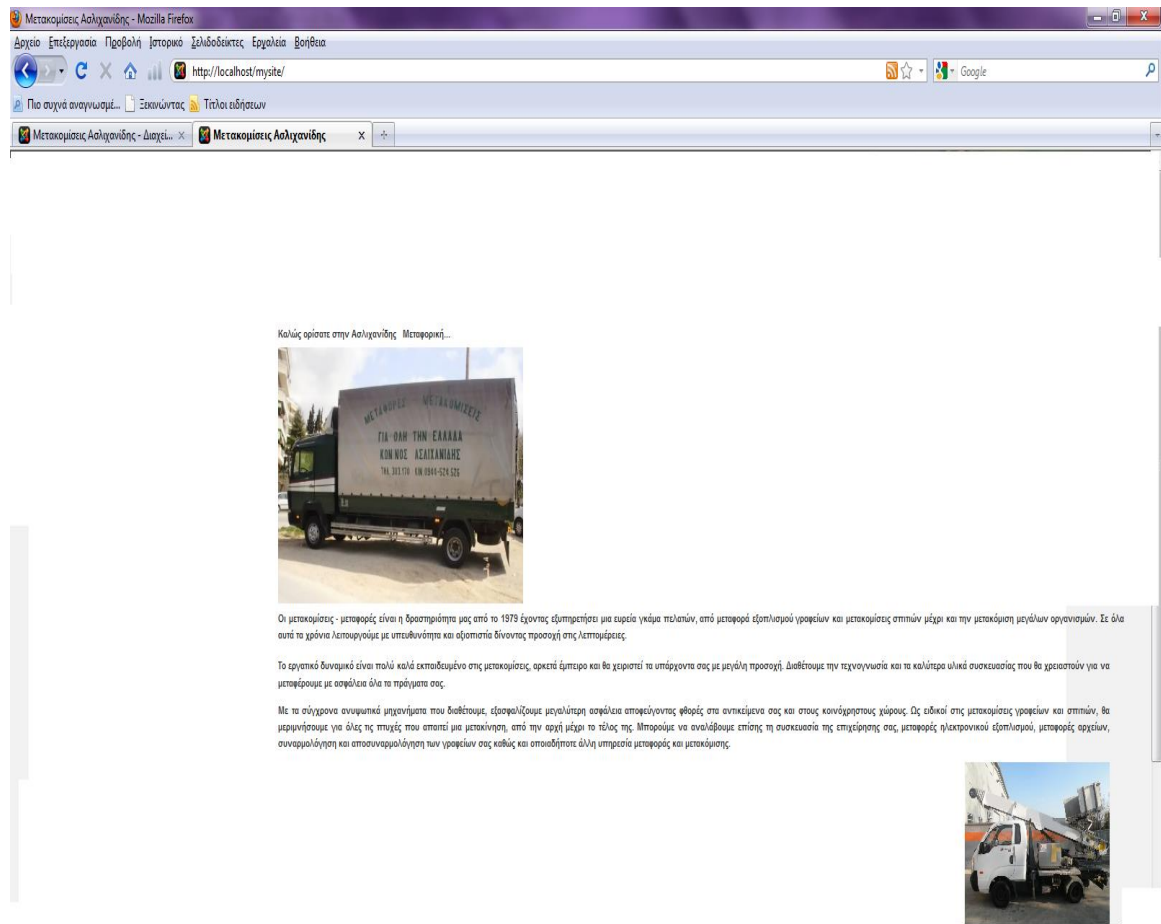 Μετακομίσεις Ασλιχανίδης - Mozilla Firefox
Αρχείο Επεξεργασία Προβολή Ιστορικό Σελιδοδείκτες Εργαλεία Βοήθεια
http://localhost/mysite/ Google
Πιο συχνά αναγνωσμέ... Ξεκινώντας Τίτλοι ειδήσεων
Μετακομίσεις Ασλιχανίδης - Διαχεί... Μετακομίσεις Ασλιχανίδης
Καλώς ορίσατε στην Ασλιχανίδης Μεταφορική...
ΜΕΤΑΦΟΡΕΣ ΜΕΤΑΚΟΜΙΣΕΙΣ
ΓΙΑ ΟΛΗ ΤΗΝ ΕΛΛΑΔΑ
ΚΩΝ ΝΟΣ ΑΣΛΙΧΑΝΙΔΗΣ
Οι μετακομίσεις - μεταφορές είναι η δραστηριότητα μας από το 1979 έχοντας εξυπηρετήσει μια ευρεία γκάμα πελατών, από μεταφορά εξοπλισμού γραφείων και μετακομίσεις σπιτιών μέχρι και την μετακόμιση μεγάλων οργανισμών. Σε όλα
αυτά τα χρόνια λειτουργούμε με υπευθυνότητα και αξιοπιστία δίνοντας προσοχή στις λεπτομέρειες.
Το εργατικό δυναμικό είναι πολύ καλά εκπαιδευμένο στις μετακομίσεις, αρκετά έμπειρο και θα χειριστεί τα υπάρχοντα σας με μεγάλη προσοχή. Διαθέτουμε την τεχνογνωσία και τα καλύτερα υλικά συσκευασίας που θα χρειαστούν για να
μεταφέρουμε με ασφάλεια όλα τα πράγματα σας.
Με τα σύγχρονα ανυψωτικά μηχανήματα που διαθέτουμε, εξασφαλίζουμε μεγαλύτερη ασφάλεια αποφεύγοντας φθορές στα αντικείμενα σας και στους κοινόχρηστους χώρους. Ως ειδικοί στις μετακομίσεις γραφείων και σπιτιών, θα
μεριμνήσουμε για όλες τις πτυχές που απαιτεί μια μετακίνηση, από την αρχή μέχρι το τέλος της. Μπορούμε να αναλάβουμε επίσης τη συσκευασία της επιχείρησης σας, μεταφορές ηλεκτρονικού εξοπλισμού, μεταφορές αρχείων,
συναρμολόγηση και αποσυναρμολόγηση των γραφείων σας καθώς και οποιαδήποτε άλλη υπηρεσία μεταφοράς και μετακόμισης.